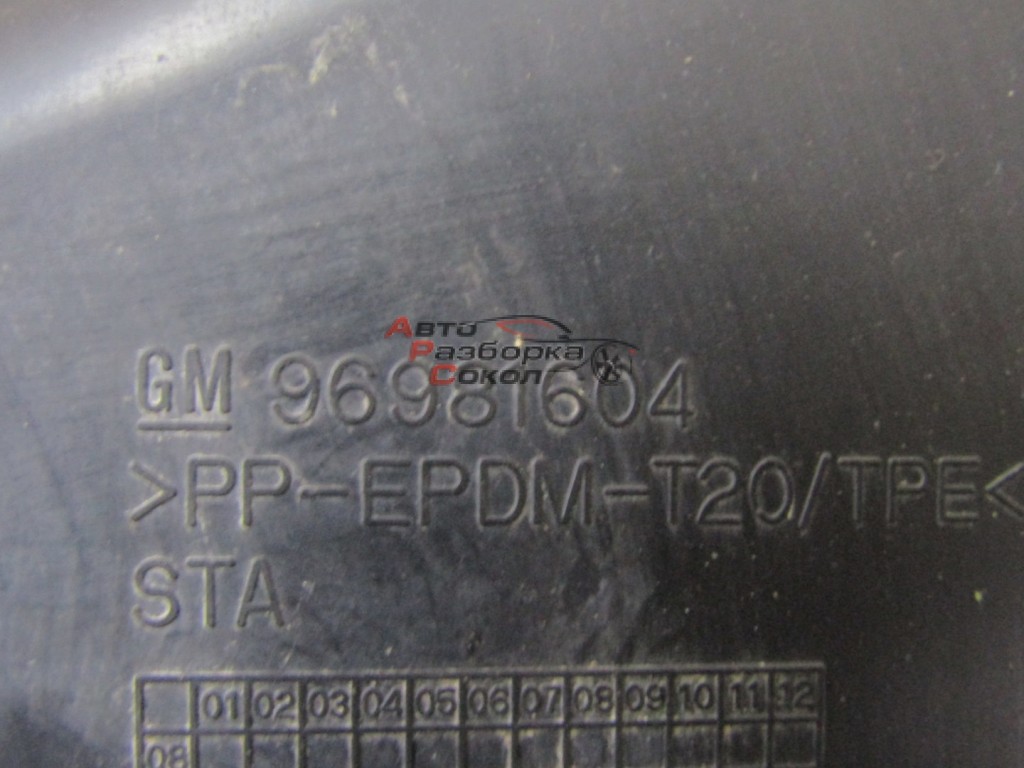 Авто
Разборка
Сокол
GM 96981604
>PP-EPDM-T20/TPE<
STA
01 02 03 04 05 06 07 08 09 10 11 12
08